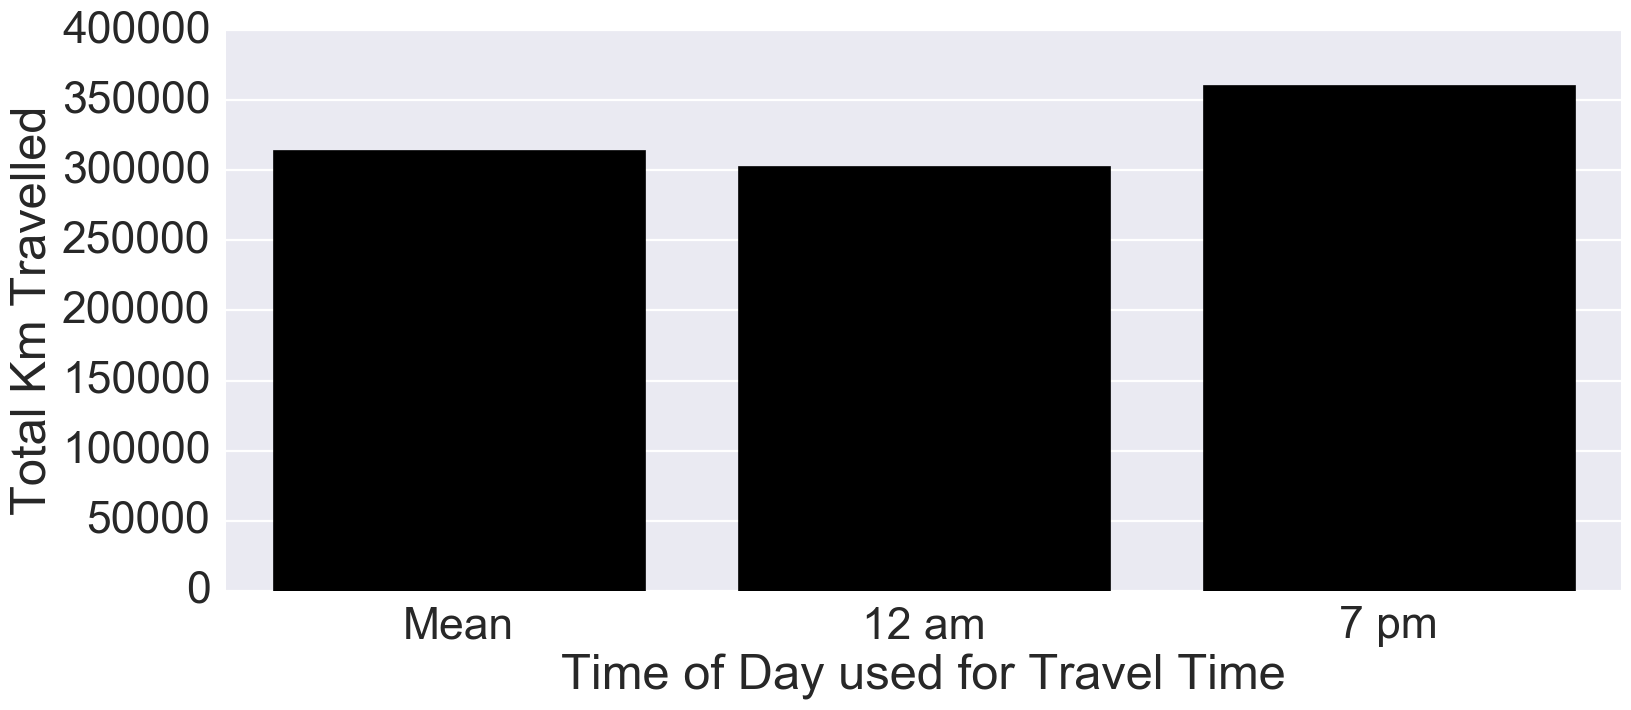 400000
350000
300000
250000
200000
150000
100000
50000
0
Total Km Travelled
Mean
12 am
7 pm
Time of Day used for Travel Time